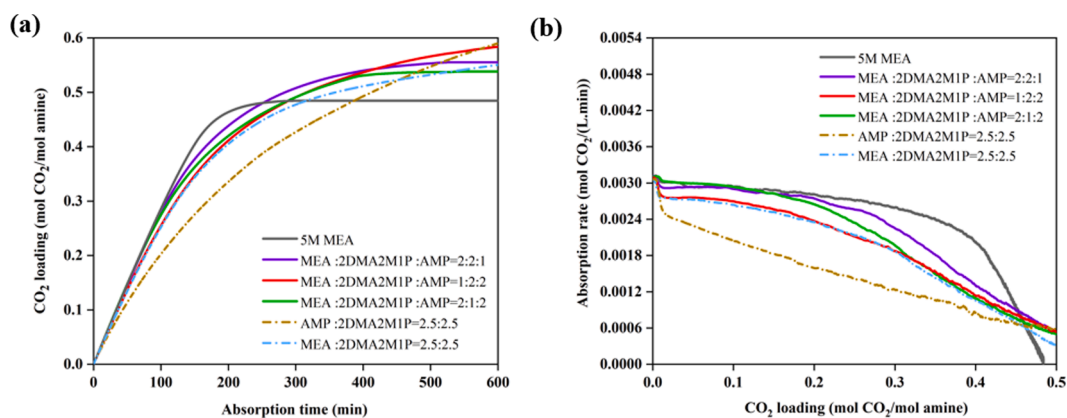 (a)
0.6
0.5
0.4
0.3
0.2
0.1
0.0
CO2 loading (mol CO2/mol amine)
5M MEA
MEA :2DMA2M1P :AMP=2:2:1
MEA :2DMA2M1P :AMP=1:2:2
MEA :2DMA2M1P :AMP=2:1:2
AMP :2DMA2M1P=2.5:2.5
MEA :2DMA2M1P=2.5:2.5
0 100 200 300 400 500 600
Absorption time (min)
(b)
0.0054
0.0048
0.0042
0.0036
0.0030
0.0024
0.0018
0.0012
0.0006
0.0000
Absorption rate (mol CO2/(L.min))
5M MEA
MEA :2DMA2M1P :AMP=2:2:1
MEA :2DMA2M1P :AMP=1:2:2
MEA :2DMA2M1P :AMP=2:1:2
AMP :2DMA2M1P=2.5:2.5
MEA :2DMA2M1P=2.5:2.5
0.0 0.1 0.2 0.3 0.4 0.5
CO2 loading (mol CO2/mol amine)